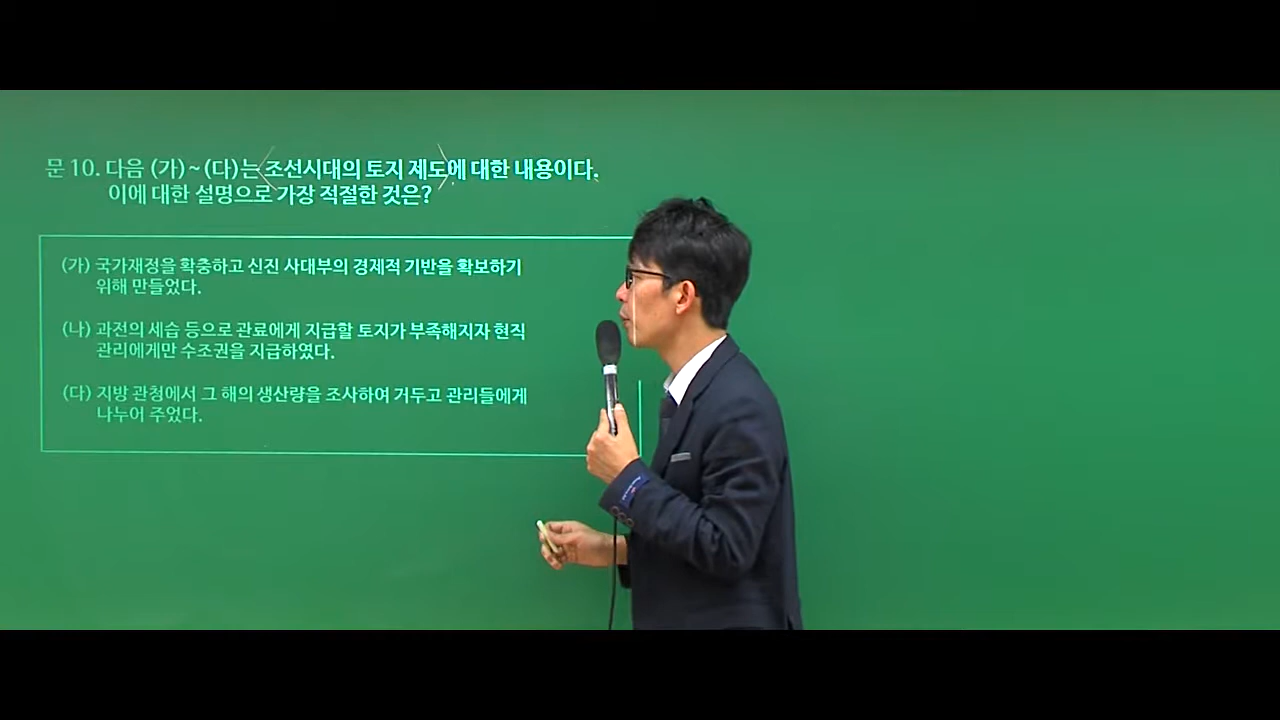 문 10. 다음 (가)~(다)는 조선시대의 토지 제도에 대한 내용이다.
이에 대한 설명으로 가장 적절한 것은?
(가) 국가재정을 확충하고 신진 사대부의 경제적 기반을 확보하기
위해 만들었다.
(나) 과전의 세습 등으로 관료에게 지급할 토지가 부족해지자 현직
관리에게만 수조권을 지급하였다.
(다) 지방 관청에서 그 해의 생산량을 조사하여 거두고 관리들에게
나누어 주었다.